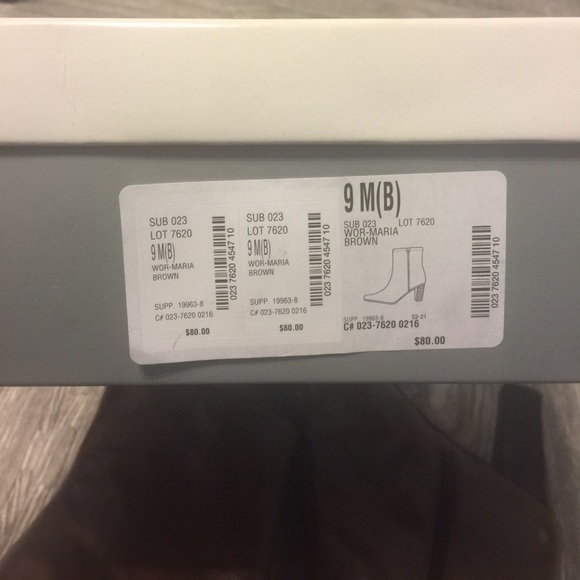 SUB 023
LOT 7620
9 M(B)
WOR-MARIA
BROWN
SUPP. 19963-8
C# 023-7620 0216
$80.00
023 7620 4547 10
SUB 023
LOT 7620
9 M(B)
WOR-MARIA
BROWN
SUPP. 19963-8
C# 023-7620 0216
$80.00
023 7620 4547 10
9 M(B)
SUB 023 LOT 7620
WOR-MARIA
BROWN
SUPP. 19963-8 52-21
C# 023-7620 0216
$80.00
023 7620 4547 10